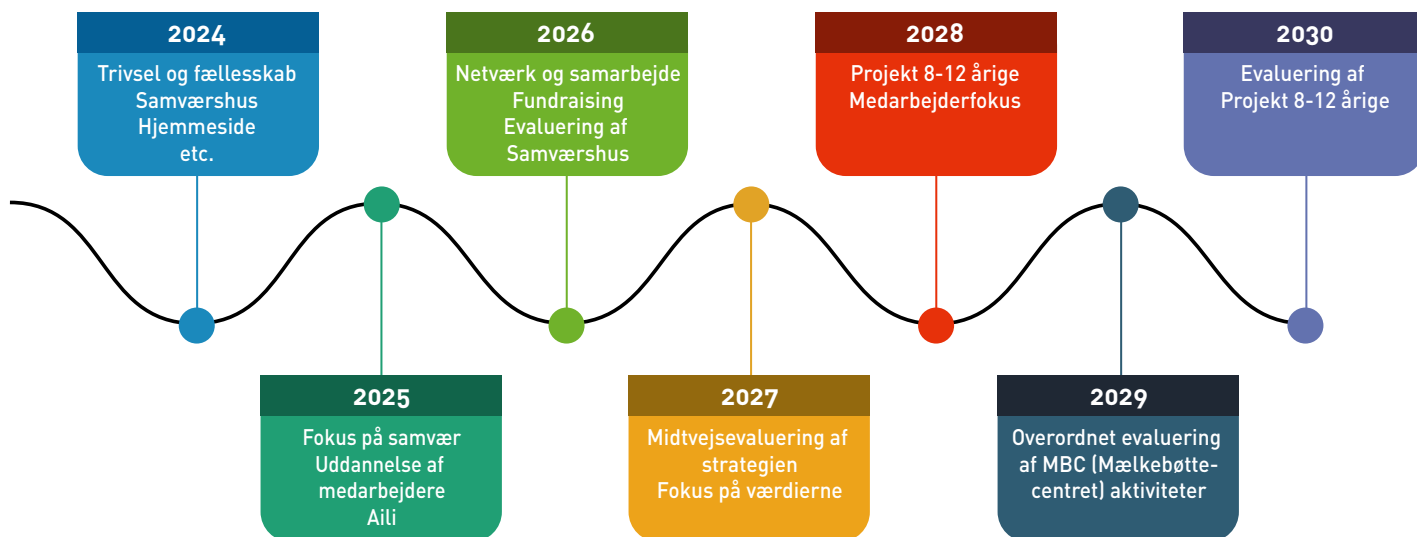 2024
Trivsel og fællesskab
Samværshus
Hjemmeside
etc.
2025
Fokus på samvær
Uddannelse af
medarbejdere
Aili
2026
Netværk og samarbejde
Fundraising
Evaluering af
Samværshus
2027
Midtvejsevaluering af
strategien
Fokus på værdierne
2028
Projekt 8-12 årige
Medarbejderfokus
2029
Overordnet evaluering
af MBC (Mælkebøtte-
centret) aktiviteter
2030
Evaluering af
Projekt 8-12 årige